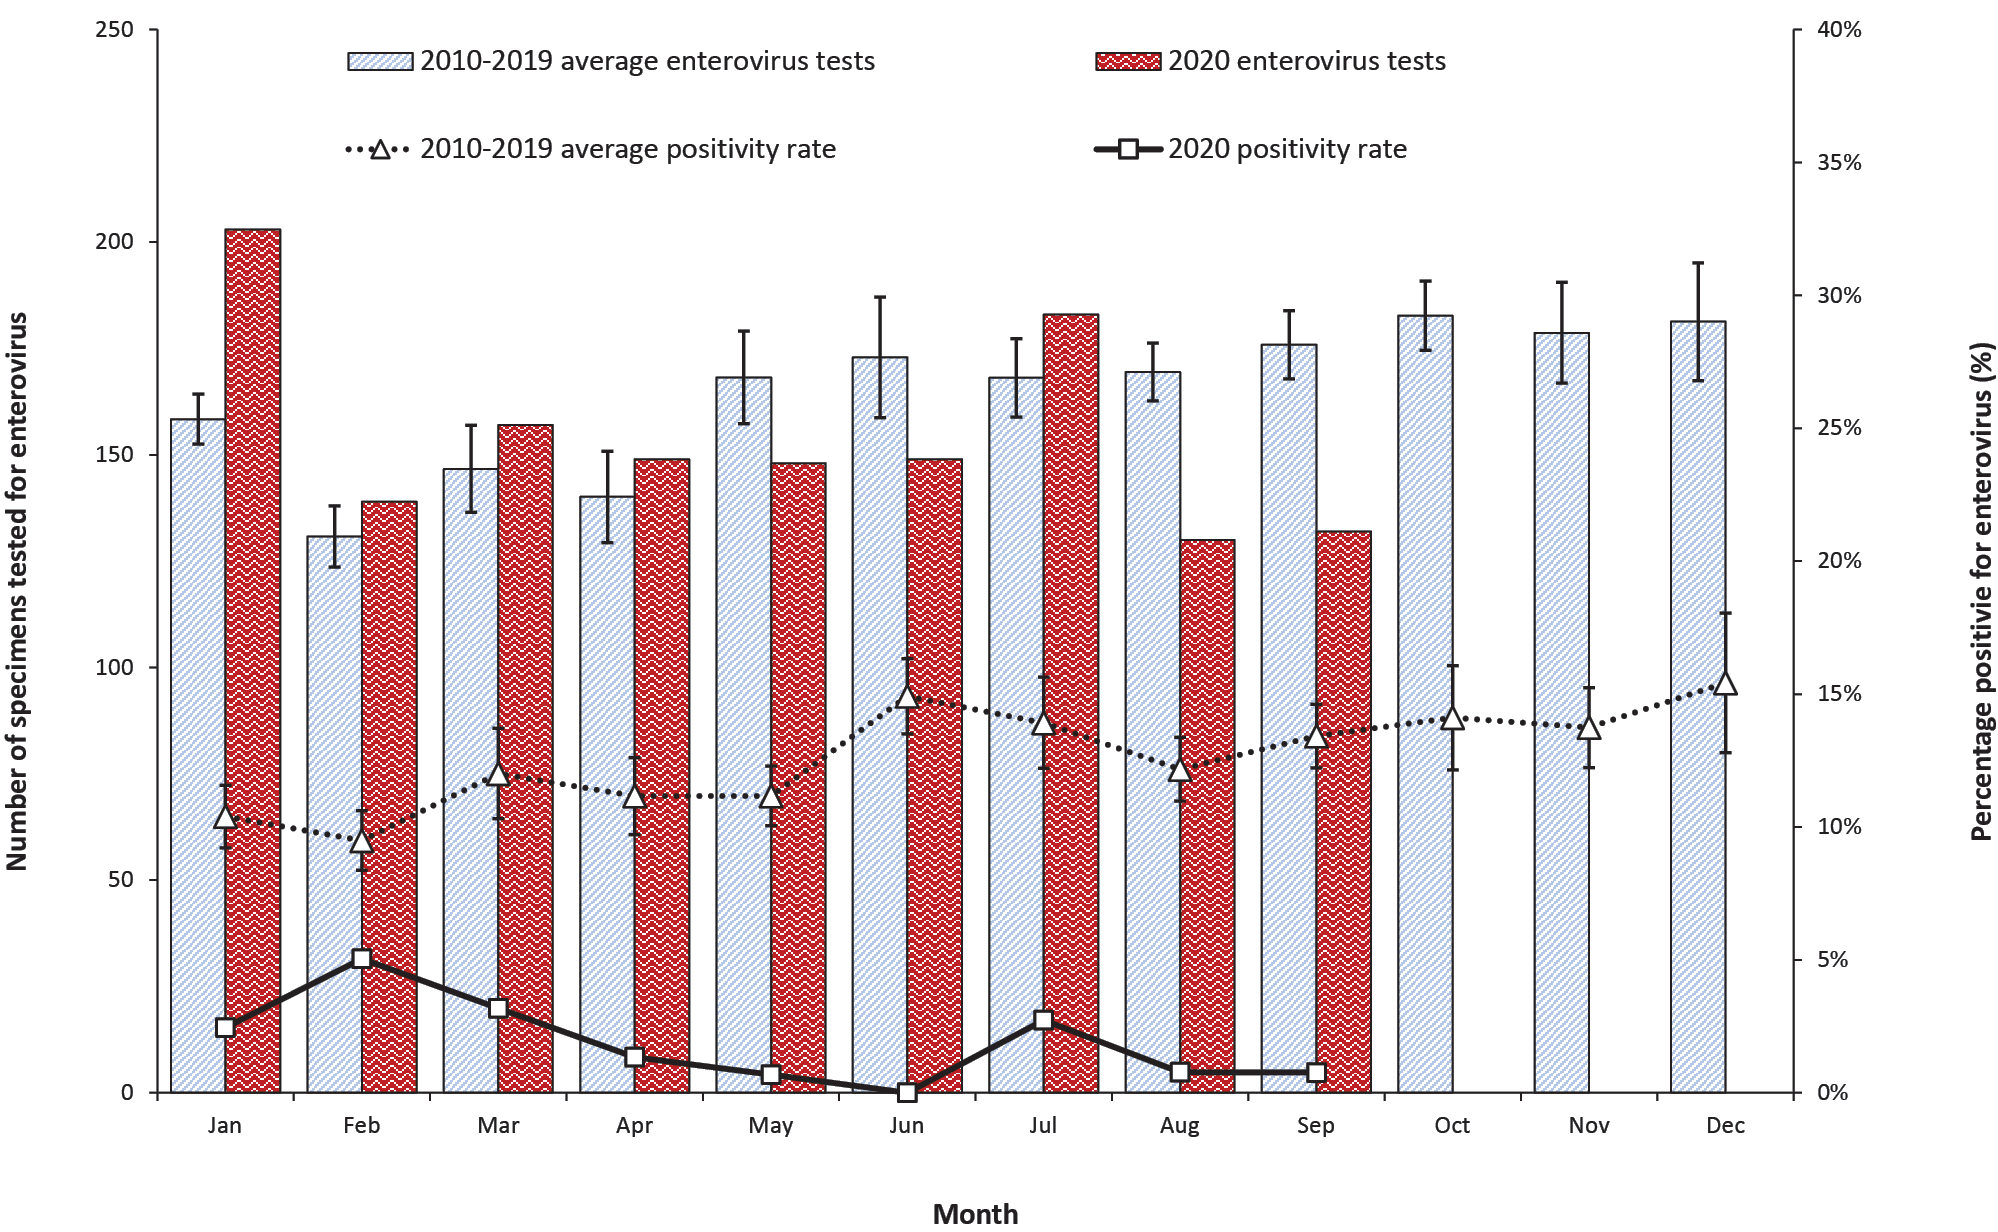 2010-2019 average enterovirus tests
2020 enterovirus tests
2010-2019 average positivity rate
2020 positivity rate
Number of specimens tested for enterovirus
250
200
150
100
50
0
40%
35%
30%
25%
20%
15%
10%
5%
0%
Percentage positivie for enterovirus (%)
Jan Feb Mar Apr May Jun Jul Aug Sep Oct Nov Dec
Month